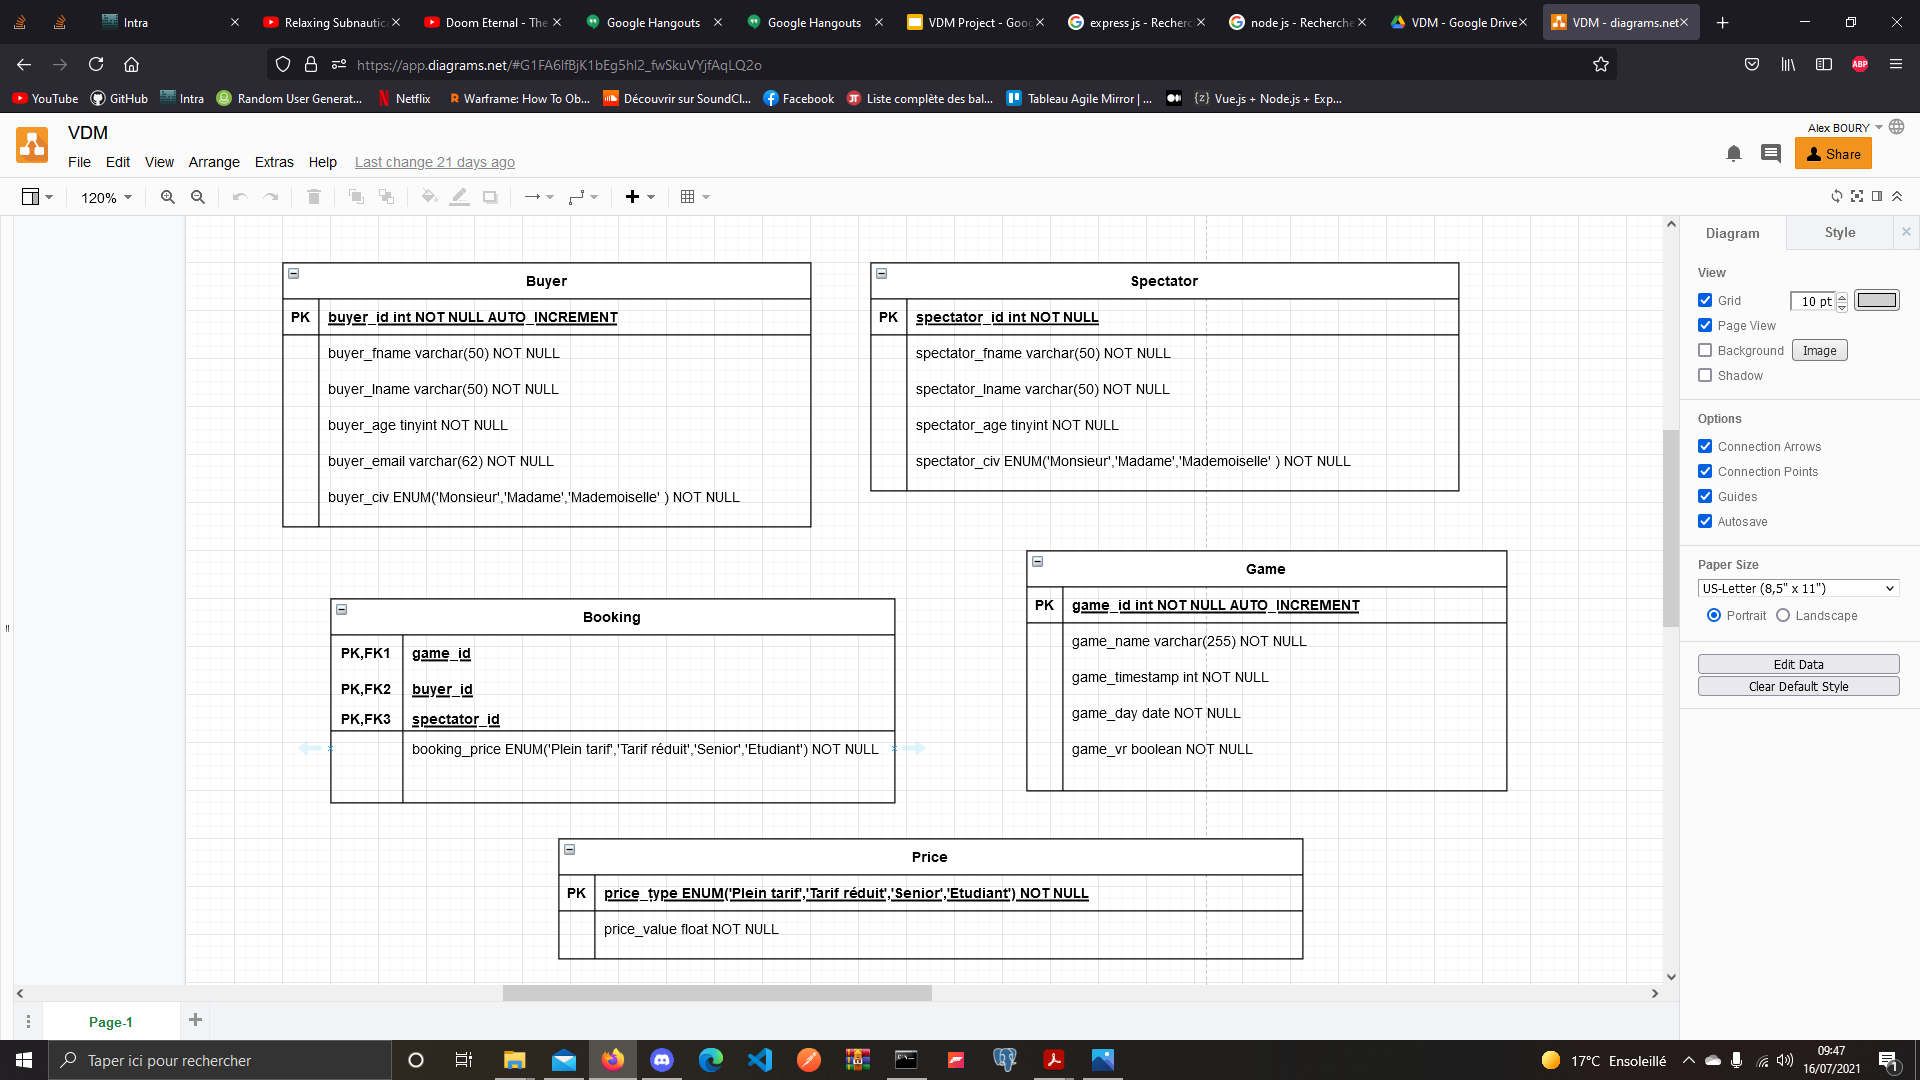 Intra
Relaxing Subnautic
Doom Eternal - The
Google Hangouts
Google Hangouts
VDM Project - Goo
express js - Recherc
node js - Recherche
VDM - Google Drive
VDM - diagrams.net
https://app.diagrams.net/#G1FA6lfBjK1bEg5hI2_fwSkuVYjfAqLQ2o
YouTube
GitHub
Intra
Random User Generat...
Netflix
Warframe: How To Ob...
Découvrir sur SoundCl...
Facebook
Liste complète des bal...
Tableau Agile Mirror | ...
Vue.js + Node.js + Exp...
VDM
Alex BOURY
File Edit View Arrange Extras Help Last change 21 days ago
Share
120%
Diagram
Style
Buyer
PK buyer_id int NOT NULL AUTO_INCREMENT
buyer_fname varchar(50) NOT NULL
buyer_lname varchar(50) NOT NULL
buyer_age tinyint NOT NULL
buyer_email varchar(62) NOT NULL
buyer_civ ENUM('Monsieur','Madame','Mademoiselle' ) NOT NULL
Spectator
PK spectator_id int NOT NULL
spectator_fname varchar(50) NOT NULL
spectator_lname varchar(50) NOT NULL
spectator_age tinyint NOT NULL
spectator_civ ENUM('Monsieur','Madame','Mademoiselle' ) NOT NULL
Booking
PK,FK1 game_id
PK,FK2 buyer_id
PK,FK3 spectator_id
booking_price ENUM('Plein tarif','Tarif réduit','Senior','Etudiant') NOT NULL
Game
PK game_id int NOT NULL AUTO_INCREMENT
game_name varchar(255) NOT NULL
game_timestamp int NOT NULL
game_day date NOT NULL
game_vr boolean NOT NULL
Price
PK price_type ENUM('Plein tarif','Tarif réduit','Senior','Etudiant') NOT NULL
price_value float NOT NULL
View
Grid 10 pt
Page View
Background Image
Shadow
Options
Connection Arrows
Connection Points
Guides
Autosave
Paper Size
US-Letter (8,5" x 11")
Portrait Landscape
Edit Data
Clear Default Style
Page-1
Taper ici pour rechercher
17°C Ensoleillé
09:47
16/07/2021
1